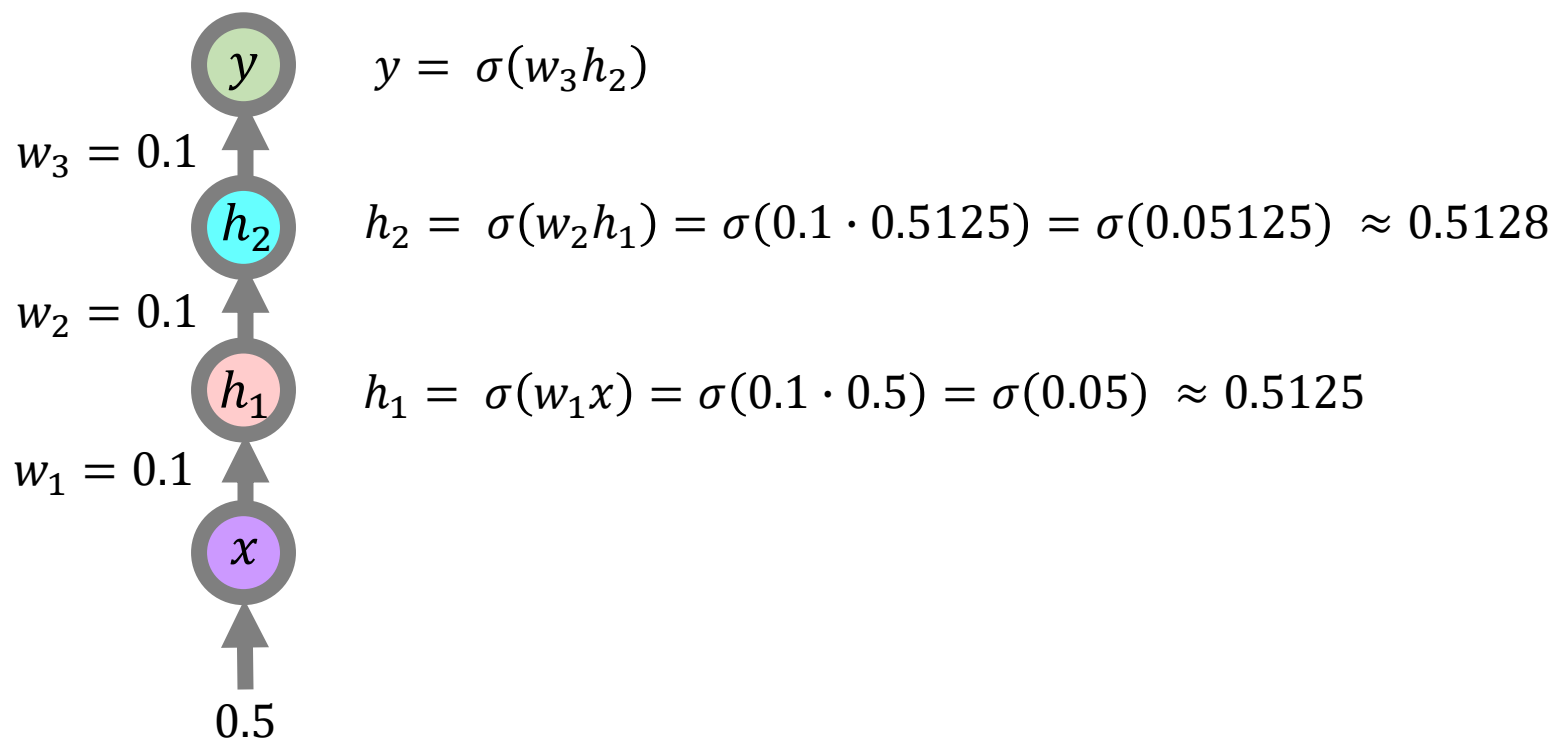 y y = σ(w₃h₂)
w₃ = 0.1
h₂ h₂ = σ(w₂h₁) = σ(0.1 · 0.5125) = σ(0.05125) ≈ 0.5128
w₂ = 0.1
h₁ h₁ = σ(w₁x) = σ(0.1 · 0.5) = σ(0.05) ≈ 0.5125
w₁ = 0.1
x
0.5